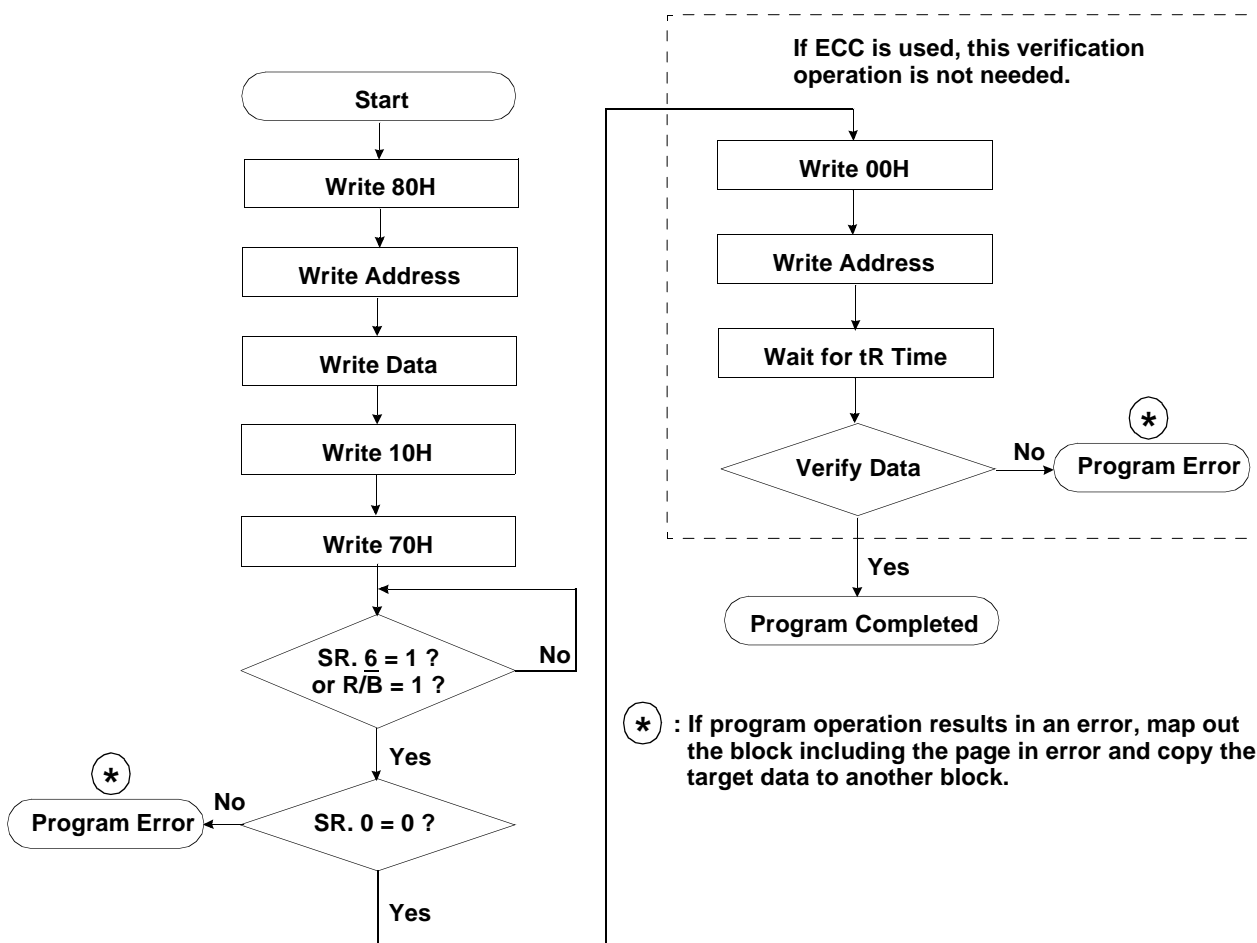 Start
Write 80H
Write Address
Write Data
Write 10H
Write 70H
SR. 6 = 1 ?
or R/B = 1 ?
No
Yes
*
Program Error
No
SR. 0 = 0 ?
Yes
If ECC is used, this verification
operation is not needed.
Write 00H
Write Address
Wait for tR Time
Verify Data
No
*
Program Error
Yes
Program Completed
* : If program operation results in an error, map out
the block including the page in error and copy the
target data to another block.